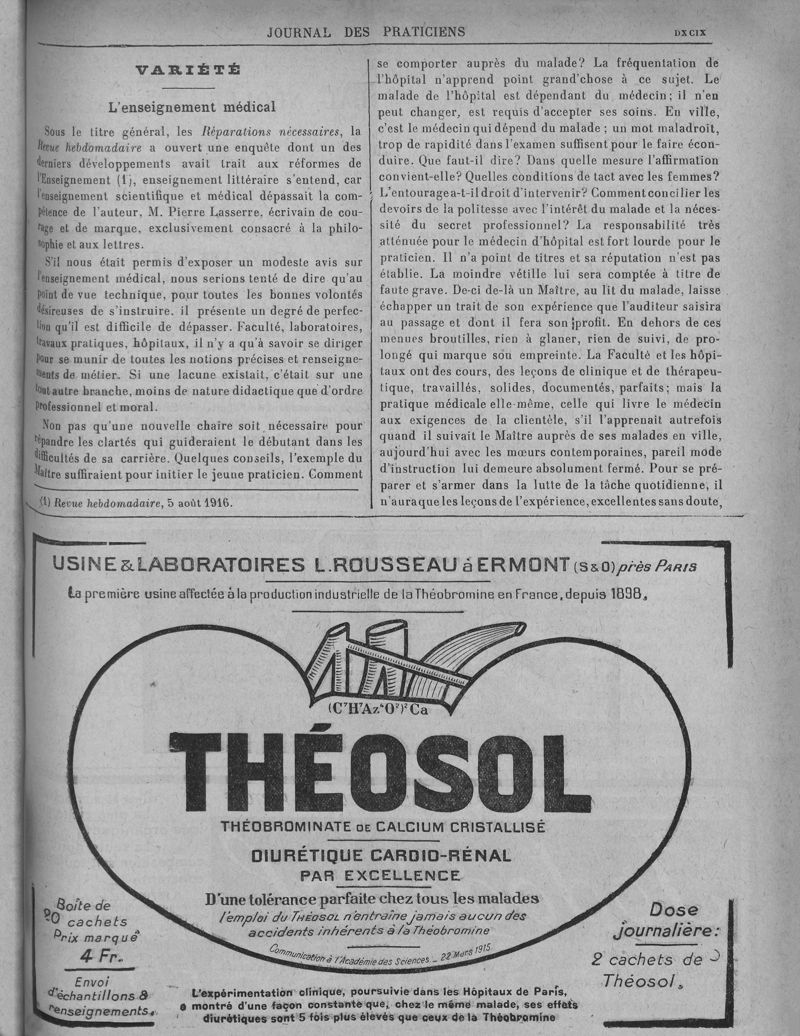 JOURNAL DES PRATICIENS
DXCIX
VARIÉTÉ
L'enseignement médical
Sous le titre général, les Réparations nécessaires, la
Revue hebdomadaire a ouvert une enquête dont un des
derniers développements avait trait aux réformes de
l'Enseignement (1), enseignement littéraire s'entend, car
l'enseignement scientifique et médical dépassait la com-
pétence de l'auteur, M. Pierre Lasserre, écrivain de cou-
rage et de marque, exclusivement consacré à la philo-
sophie et aux lettres.
S'il nous était permis d'exposer un modeste avis sur
l'enseignement médical, nous serions tenté de dire qu'au
point de vue technique, pour toutes les bonnes volontés
désireuses de s'instruire. il présente un degré de perfec-
tion qu'il est difficile de dépasser. Faculté, laboratoires,
travaux pratiques, hôpitaux, il n'y a qu'à savoir se diriger
pour se munir de toutes les notions précises et renseigne-
ments de métier. Si une lacune existait, c'était sur une
tout autre branche, moins de nature didactique que d'ordre
professionnel et moral.
Non pas qu'une nouvelle chaire soit nécessaire pour
répandre les clartés qui guideraient le débutant dans les
difficultés de sa carrière. Quelques conseils, l'exemple du
Maître suffiraient pour initier le jeune praticien. Comment
(1) Revue hebdomadaire, 5 août 1916.
se comporter auprès du malade? La fréquentation de
l'hôpital n'apprend point grand'chose à ce sujet. Le
malade de l'hôpital est dépendant du médecin; il n'en
peut changer, est requis d'accepter ses soins. En ville,
c'est le médecin qui dépend du malade ; un mot maladroit,
trop de rapidité dans l'examen suffisent pour le faire écon-
duire. Que faut-il dire? Dans quelle mesure l'affirmation
convient-elle? Quelles conditions de tact avec les femmes?
L'entourage a-t-il droit d'intervenir? Comment concilier les
devoirs de la politesse avec l'intérêt du malade et la néces-
sité du secret professionnel? La responsabilité très
atténuée pour le médecin d'hôpital est fort lourde pour le
praticien. Il n'a point de titres et sa réputation n'est pas
établie. La moindre vétille lui sera comptée à titre de
faute grave. De-ci de-là un Maître, au lit du malade, laisse
échapper un trait de son expérience que l'auditeur saisira
au passage et dont il fera son profit. En dehors de ces
menues broutilles, rien à glaner, rien de suivi, de pro-
longé qui marque son empreinte. La Faculté et les hôpi-
taux ont des cours, des leçons de clinique et de thérapeu-
tique, travaillés, solides, documentés, parfaits; mais la
pratique médicale elle-même, celle qui livre le médecin
aux exigences de la clientèle, s'il l'apprenait autrefois
quand il suivait le Maître auprès de ses malades en ville,
aujourd'hui avec les mœurs contemporaines, pareil mode
d'instruction lui demeure absolument fermé. Pour se pré-
parer et s'armer dans la lutte de la tâche quotidienne, il
n'aura que les leçons de l'expérience, excellentes sans doute,
USINE & LABORATOIRES L. ROUSSEAU à ERMONT (S&O) près PARIS
La première usine affectée à la production industrielle de la Théobromine en France, depuis 1898.
(C⁷H⁷Az⁴O²)² Ca
THÉOSOL
THÉOBROMINATE DE CALCIUM CRISTALLISÉ
DIURÉTIQUE CARDIO-RÉNAL
PAR EXCELLENCE
D'une tolérance parfaite chez tous les malades
l'emploi du THÉOSOL n'entraîne jamais aucun des
accidents inhérents à la Théobromine
Communication à l'Académie des Sciences _ 22 Mars 1915
Boîte de
20 cachets
Prix marqué
4 Fr.
Envoi
d'échantillons &
renseignements.
Dose
journalière:
2 cachets de
Théosol.
L'expérimentation clinique, poursuivie dans les Hôpitaux de Paris,
a montré d'une façon constante que, chez le même malade, ses effets
diurétiques sont 5 fois plus élevés que ceux de la Théobromine